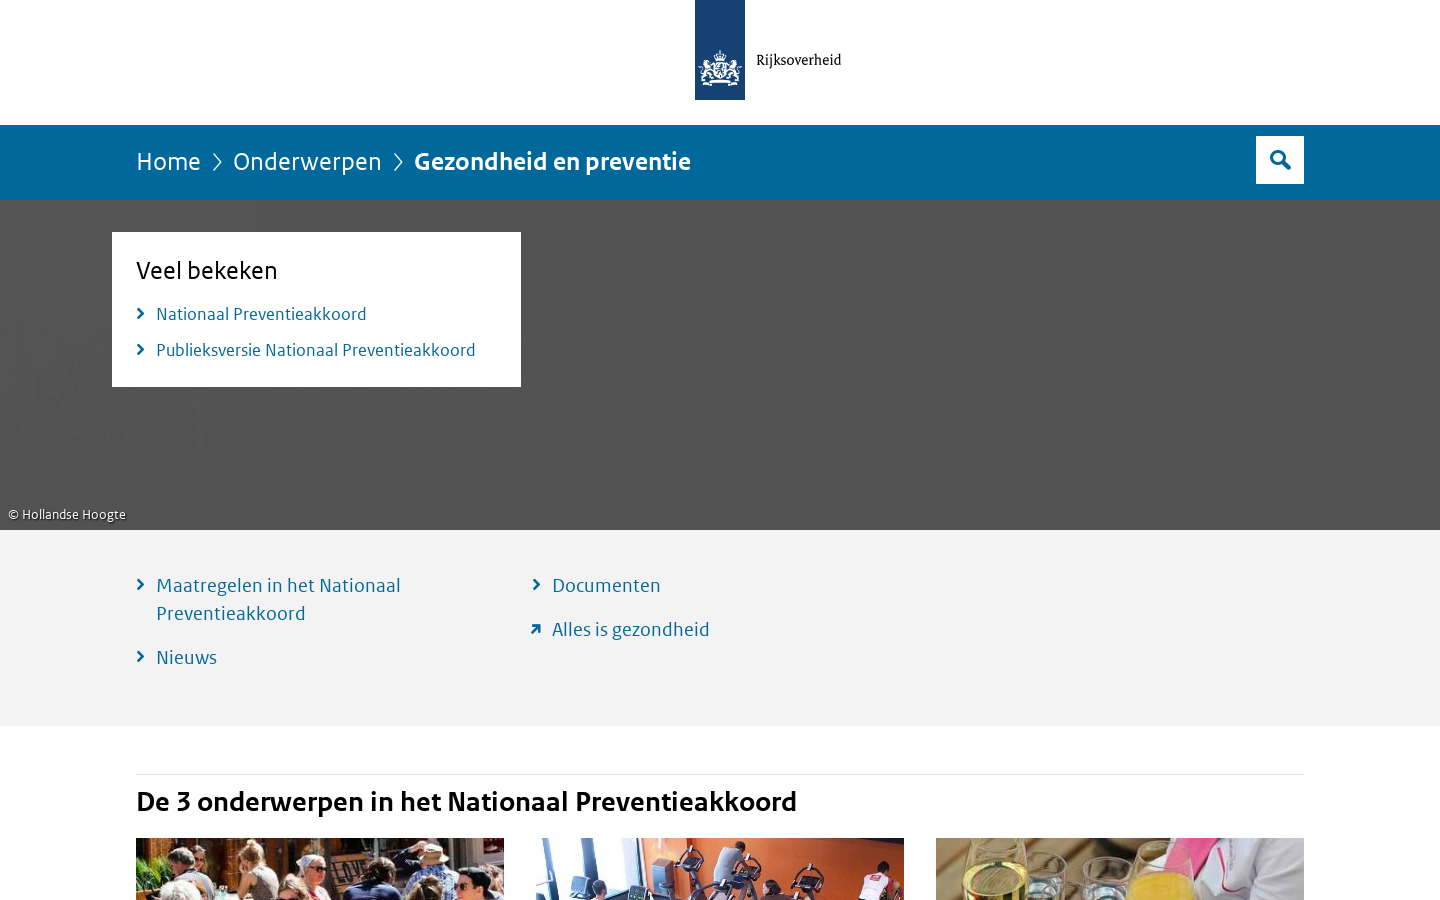 Rijksoverheid
Home > Onderwerpen > Gezondheid en preventie
Veel bekeken
Nationaal Preventieakkoord
Publieksversie Nationaal Preventieakkoord
© Hollandse Hoogte
Maatregelen in het Nationaal
Preventieakkoord
Nieuws
Documenten
Alles is gezondheid
De 3 onderwerpen in het Nationaal Preventieakkoord